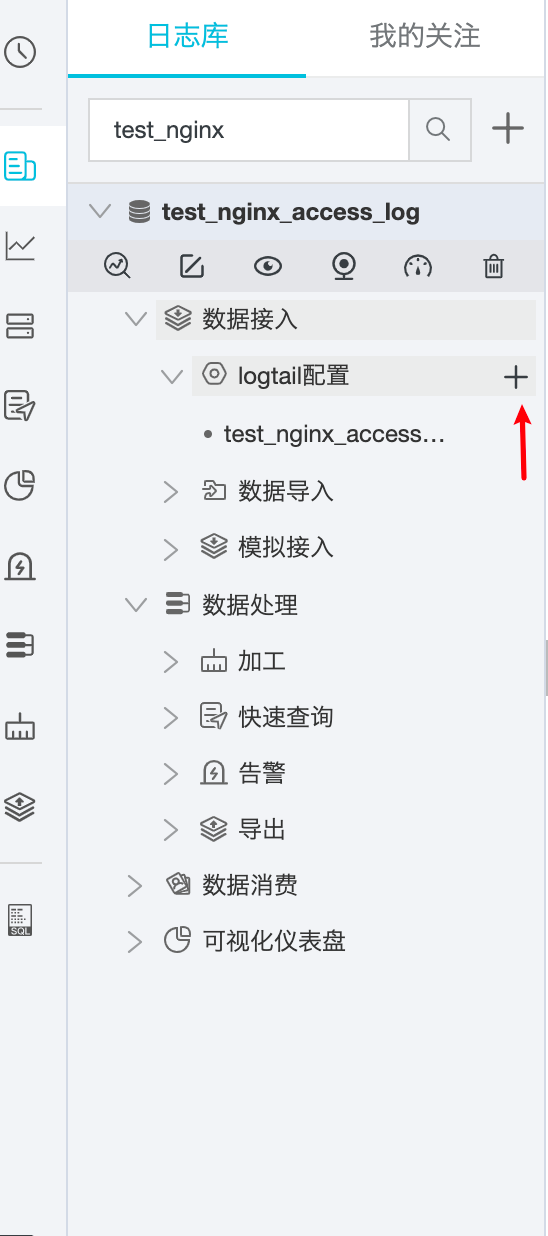 日志库 我的关注
test_nginx
test_nginx_access_log
数据接入
logtail配置
test_nginx_access...
数据导入
模拟接入
数据处理
加工
快速查询
告警
导出
SQL
数据消费
可视化仪表盘